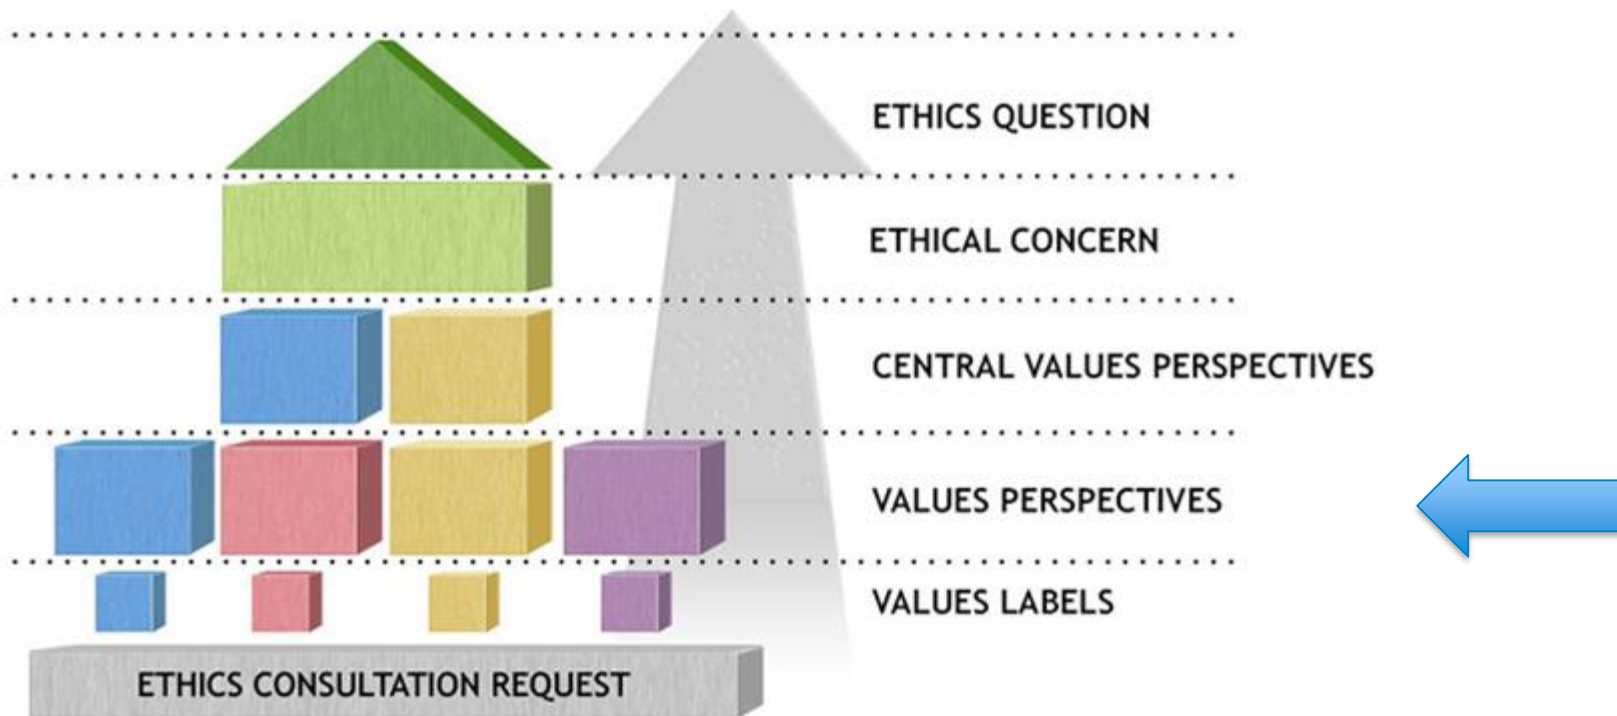 ETHICS QUESTION
ETHICAL CONCERN
CENTRAL VALUES PERSPECTIVES
VALUES PERSPECTIVES
VALUES LABELS
ETHICS CONSULTATION REQUEST